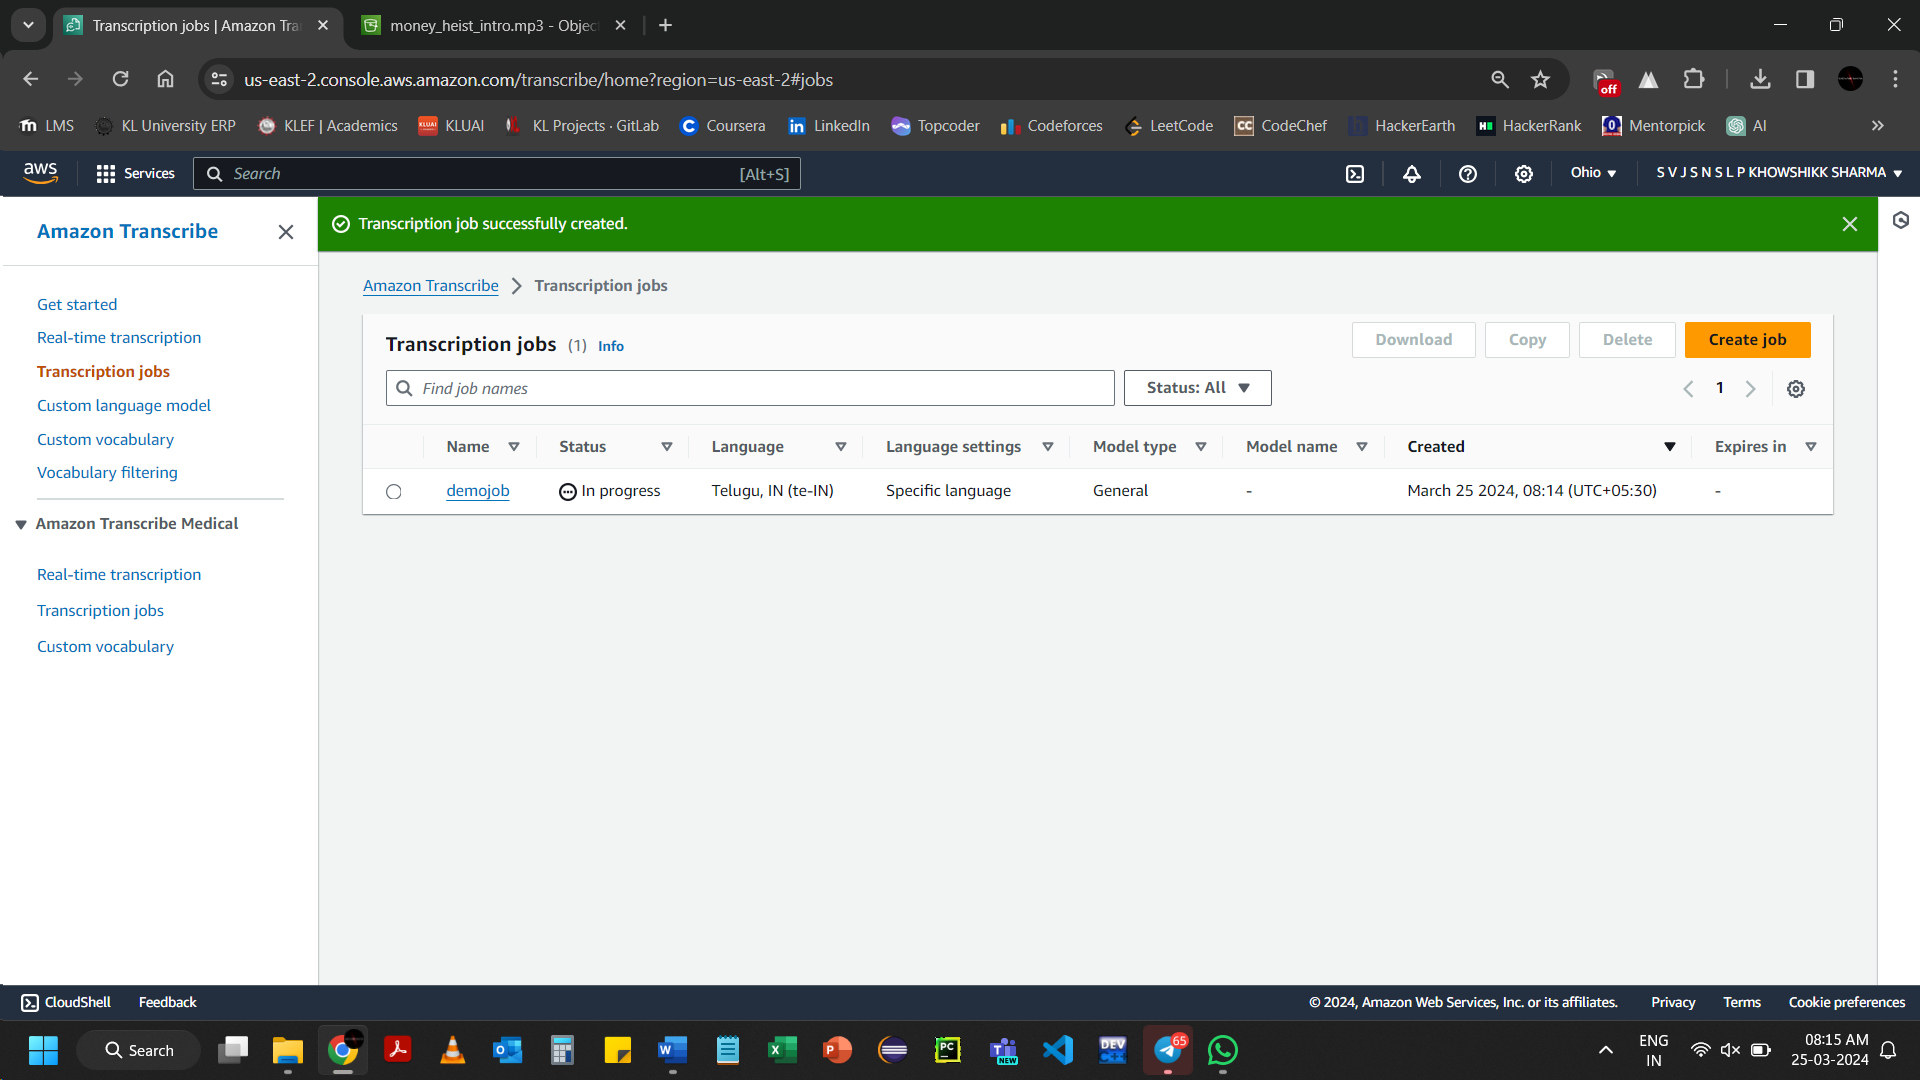 Transcription jobs | Amazon Tra
money_heist_intro.mp3 - Objec
us-east-2.console.aws.amazon.com/transcribe/home?region=us-east-2#jobs
off
LMS
KL University ERP
KLEF | Academics
KLUAI
KL Projects · GitLab
Coursera
LinkedIn
Topcoder
Codeforces
LeetCode
CodeChef
HackerEarth
HackerRank
Mentorpick
AI
aws
Services
Search
[Alt+S]
Ohio
S V J S N S L P KHOWSHIKK SHARMA
Amazon Transcribe
Transcription job successfully created.
Get started
Real-time transcription
Transcription jobs
Custom language model
Custom vocabulary
Vocabulary filtering
Amazon Transcribe Medical
Real-time transcription
Transcription jobs
Custom vocabulary
Amazon Transcribe
Transcription jobs
Transcription jobs (1) Info
Download
Copy
Delete
Create job
Find job names
Status: All
1
Name
Status
Language
Language settings
Model type
Model name
Created
Expires in
demojob
In progress
Telugu, IN (te-IN)
Specific language
General
-
March 25 2024, 08:14 (UTC+05:30)
-
CloudShell
Feedback
© 2024, Amazon Web Services, Inc. or its affiliates.
Privacy
Terms
Cookie preferences
Search
NEW
DEV
65
ENG
IN
08:15 AM
25-03-2024